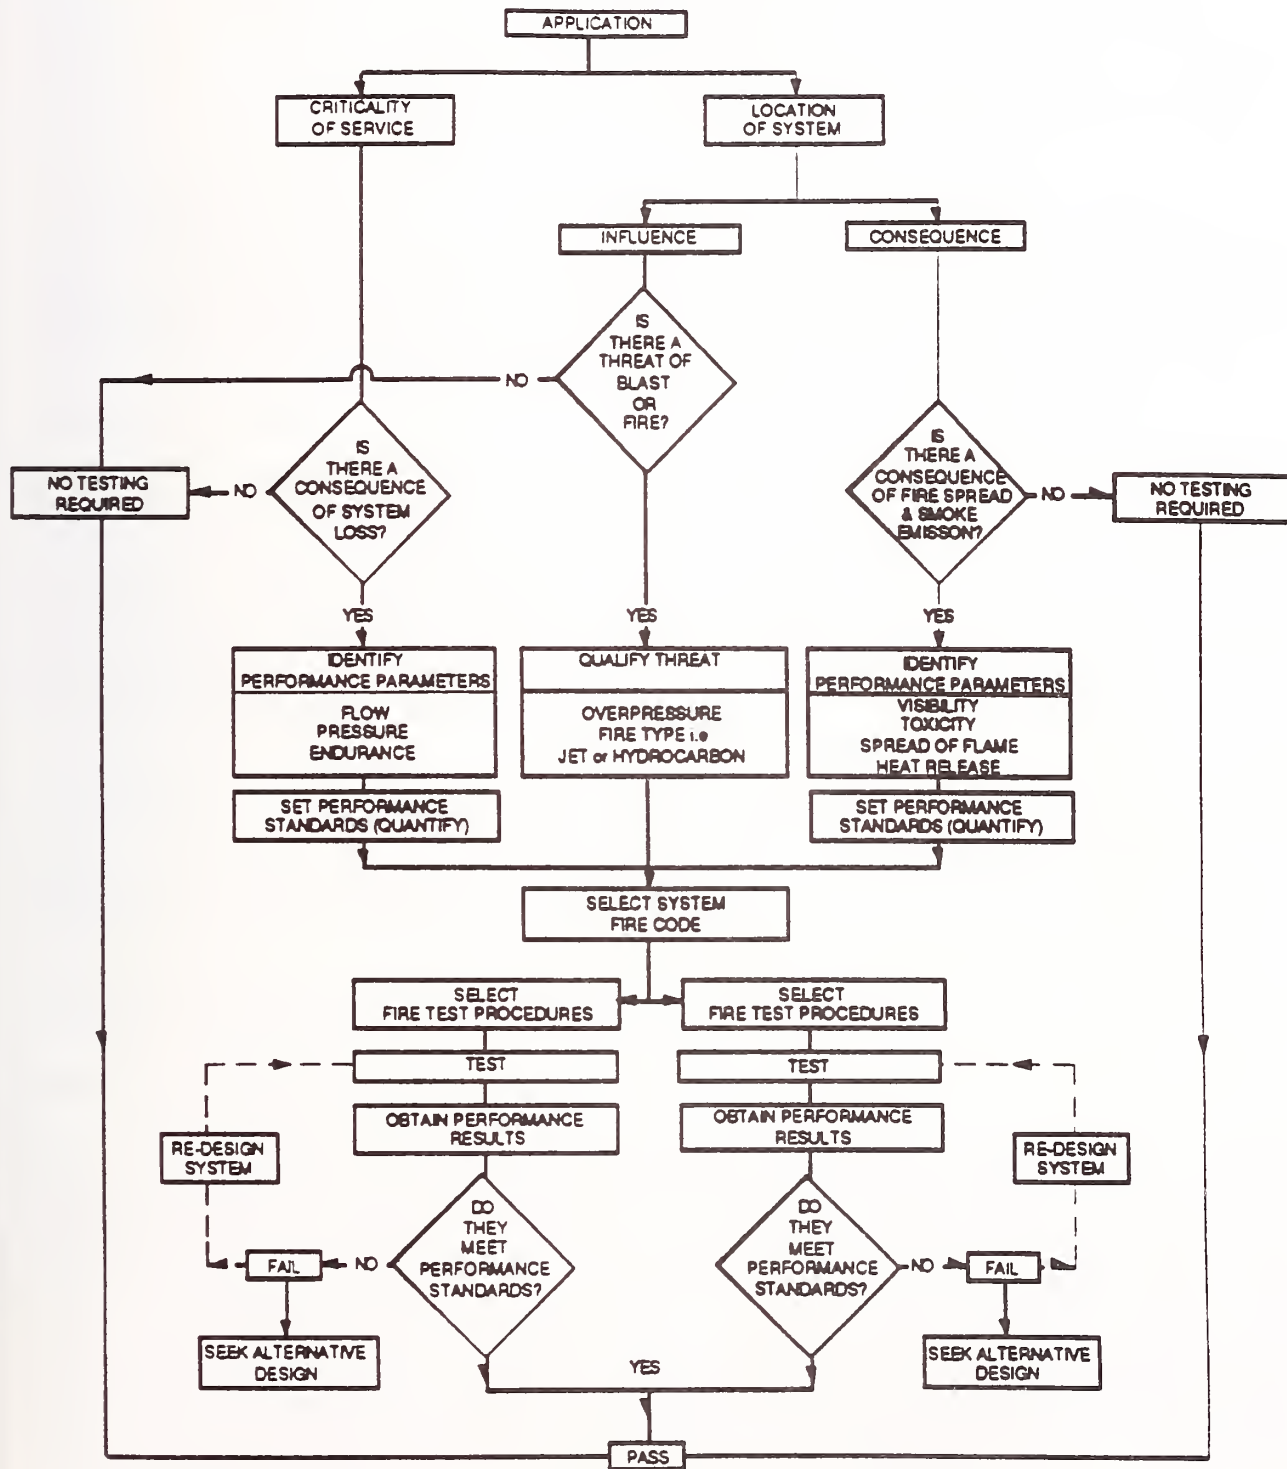 APPLICATION
CRITICALITY
OF SERVICE
LOCATION
OF SYSTEM
INFLUENCE
CONSEQUENCE
IS
THERE A
THREAT OF
BLAST
OR
FIRE?
NO
IS
THERE A
CONSEQUENCE
OF SYSTEM
LOSS?
NO
NO TESTING
REQUIRED
IS
THERE A
CONSEQUENCE
OF FIRE SPREAD
& SMOKE
EMISSON?
NO
NO TESTING
REQUIRED
YES
YES
YES
IDENTIFY
PERFORMANCE PARAMETERS
FLOW
PRESSURE
ENDURANCE
QUALIFY THREAT
OVERPRESSURE
FIRE TYPE i.e
JET or HYDROCARBON
IDENTIFY
PERFORMANCE PARAMETERS
VISIBILITY
TOXICITY
SPREAD OF FLAME
HEAT RELEASE
SET PERFORMANCE
STANDARDS (QUANTIFY)
SET PERFORMANCE
STANDARDS (QUANTIFY)
SELECT SYSTEM
FIRE CODE
SELECT
FIRE TEST PROCEDURES
SELECT
FIRE TEST PROCEDURES
TEST
TEST
OBTAIN PERFORMANCE
RESULTS
OBTAIN PERFORMANCE
RESULTS
RE-DESIGN
SYSTEM
RE-DESIGN
SYSTEM
DO
THEY
MEET
PERFORMANCE
STANDARDS?
NO
FAIL
DO
THEY
MEET
PERFORMANCE
STANDARDS?
NO
FAIL
SEEK ALTERNATIVE
DESIGN
YES
SEEK ALTERNATIVE
DESIGN
PASS